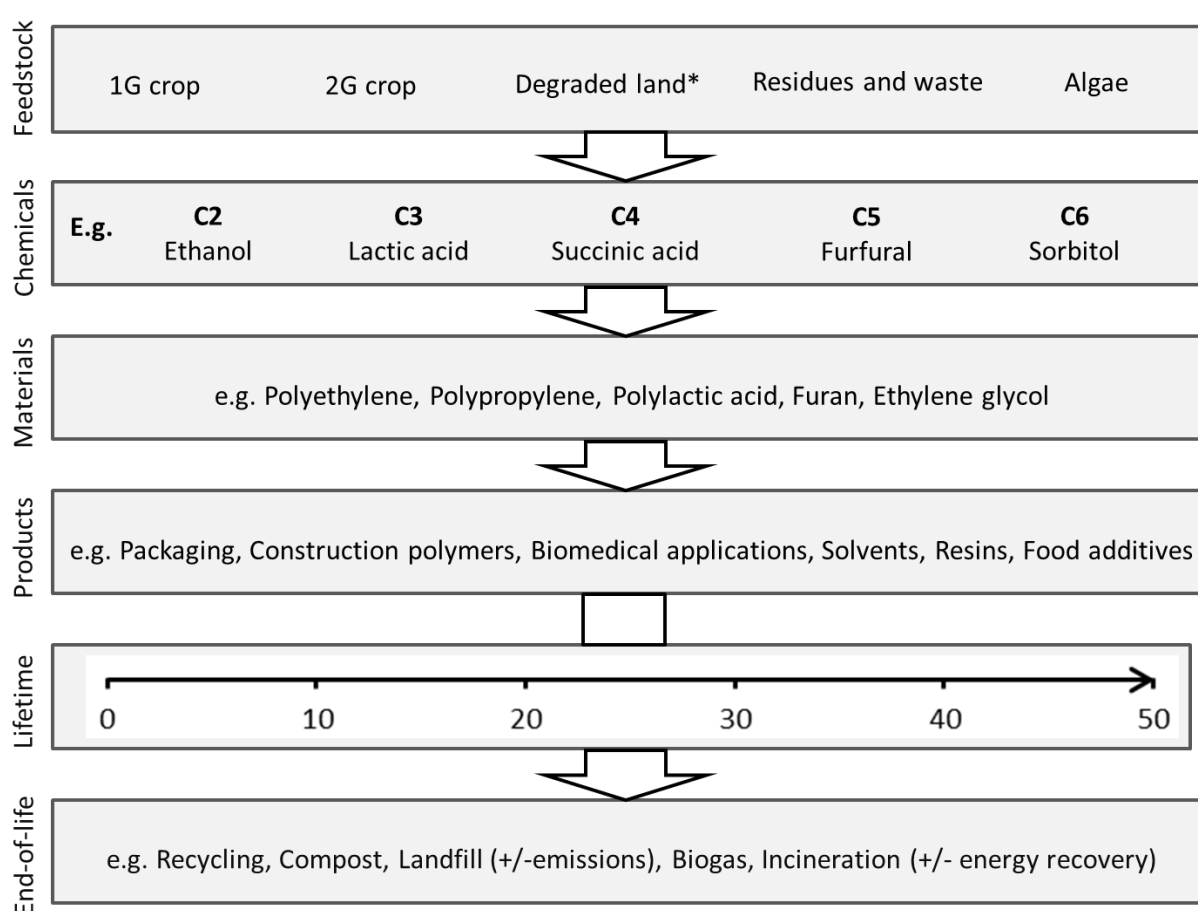 Feedstock
1G crop 2G crop Degraded land* Residues and waste Algae
Chemicals
E.g.
C2 C3 C4 C5 C6
Ethanol Lactic acid Succinic acid Furfural Sorbitol
Materials
e.g. Polyethylene, Polypropylene, Polylactic acid, Furan, Ethylene glycol
Products
e.g. Packaging, Construction polymers, Biomedical applications, Solvents, Resins, Food additives
Lifetime
0 10 20 30 40 50
End-of-life
e.g. Recycling, Compost, Landfill (+/-emissions), Biogas, Incineration (+/- energy recovery)